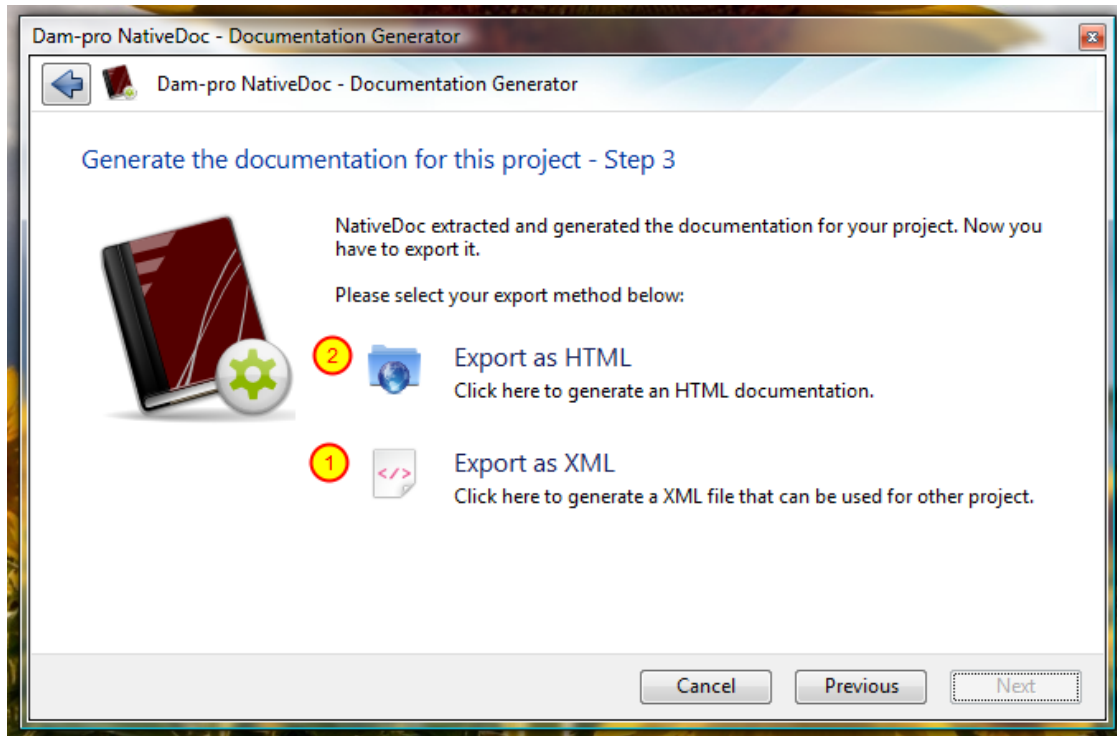 Dam-pro NativeDoc - Documentation Generator
Dam-pro NativeDoc - Documentation Generator
Generate the documentation for this project - Step 3
NativeDoc extracted and generated the documentation for your project. Now you
have to export it.
Please select your export method below:
2
Export as HTML
Click here to generate an HTML documentation.
1
</>
Export as XML
Click here to generate a XML file that can be used for other project.
Cancel
Previous
Next